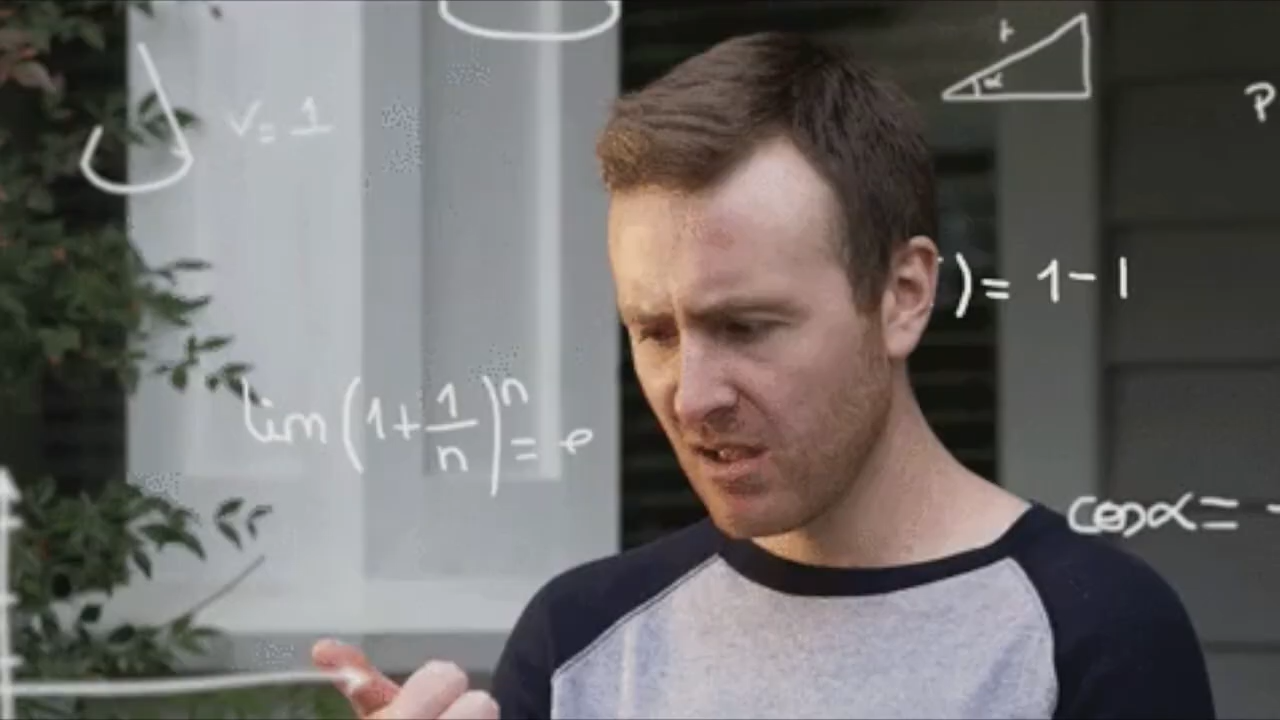 r
α
P
v = 1
) = 1 - 1
lim (1 + 1/n)^n = e
cos α =